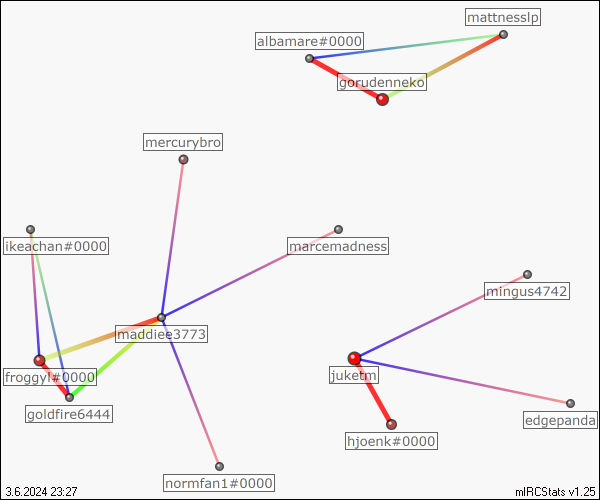 mattnesslp
albamare#0000
gorudenneko
mercurybro
ikeachan#0000
marcemadness
mingus4742
maddiee3773
froggyl#0000
juketm
goldfire6444
edgepanda
hjoenk#0000
normfan1#0000
3.6.2024 23:27
mIRCStats v1.25